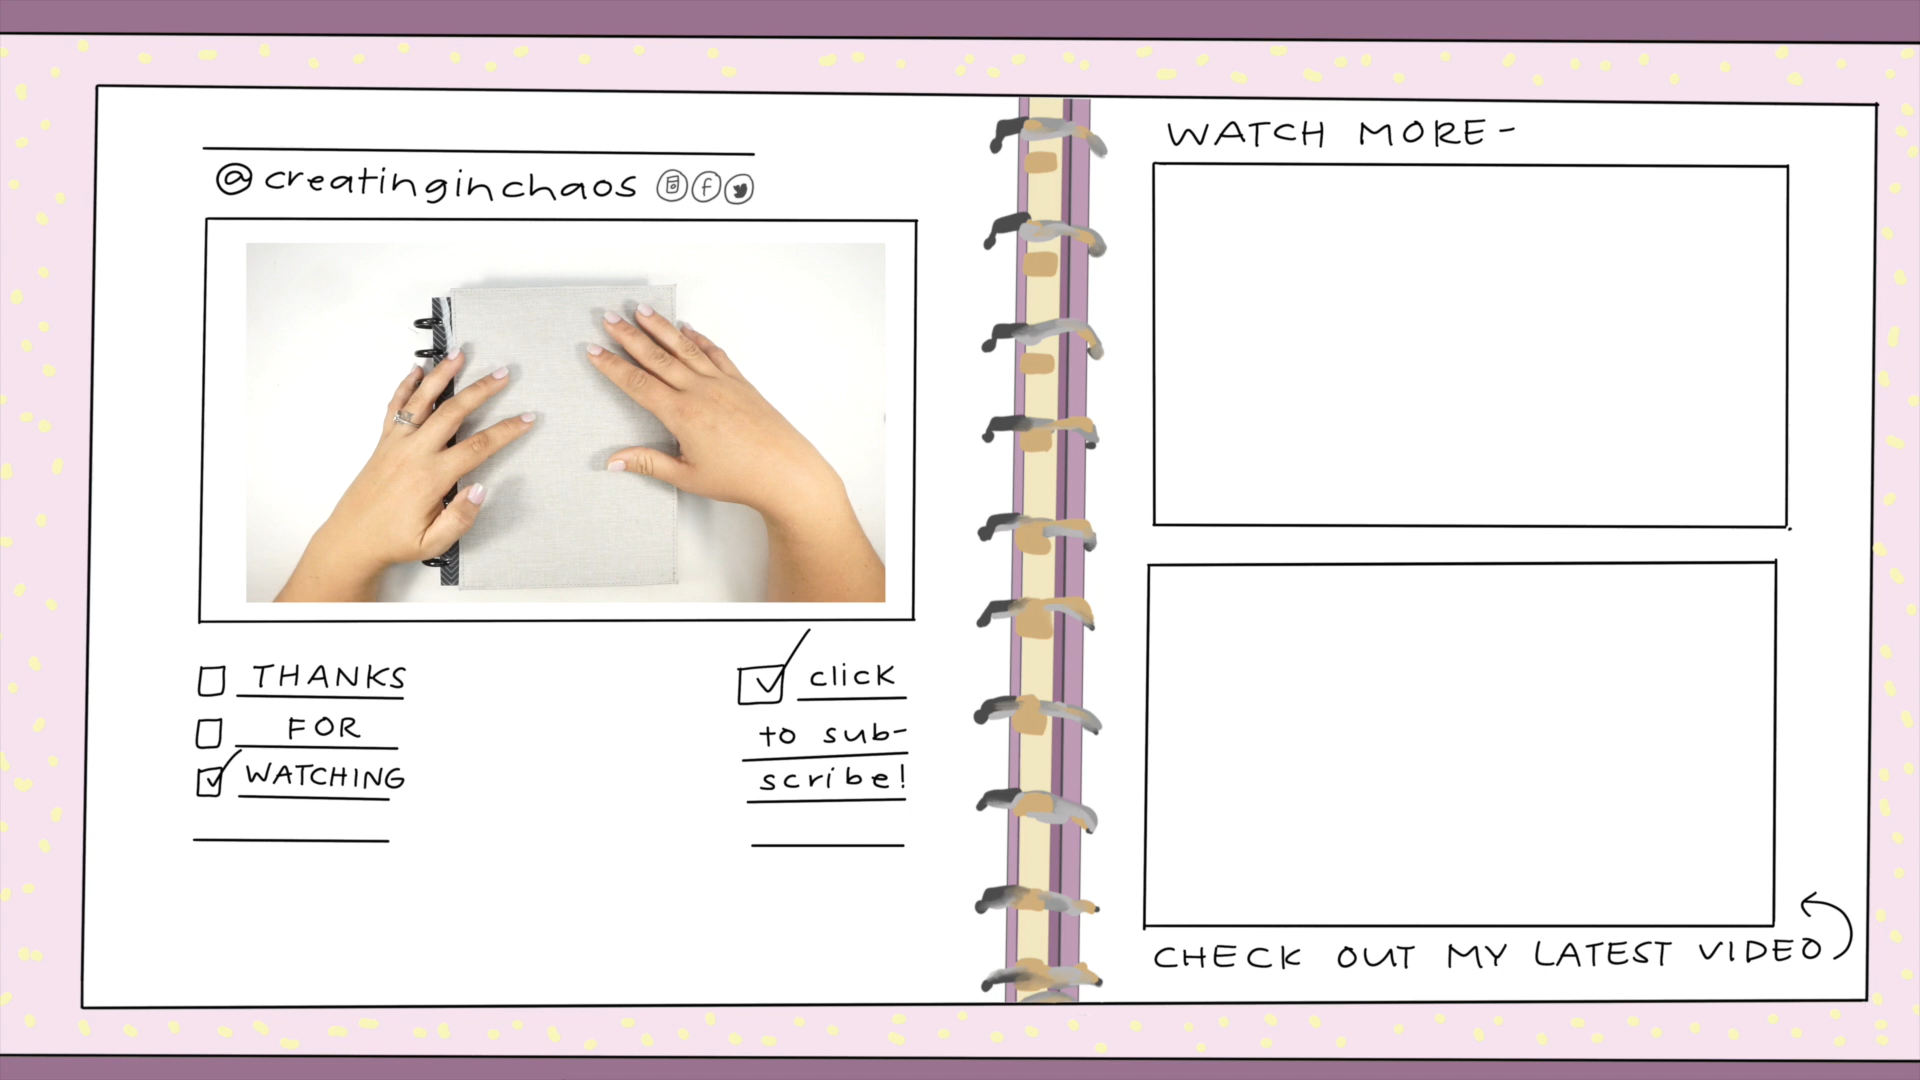 @creatinginchaos
THANKS
FOR
WATCHING
click
to sub-
scribe!
WATCH MORE-
CHECK OUT MY LATEST VIDEO